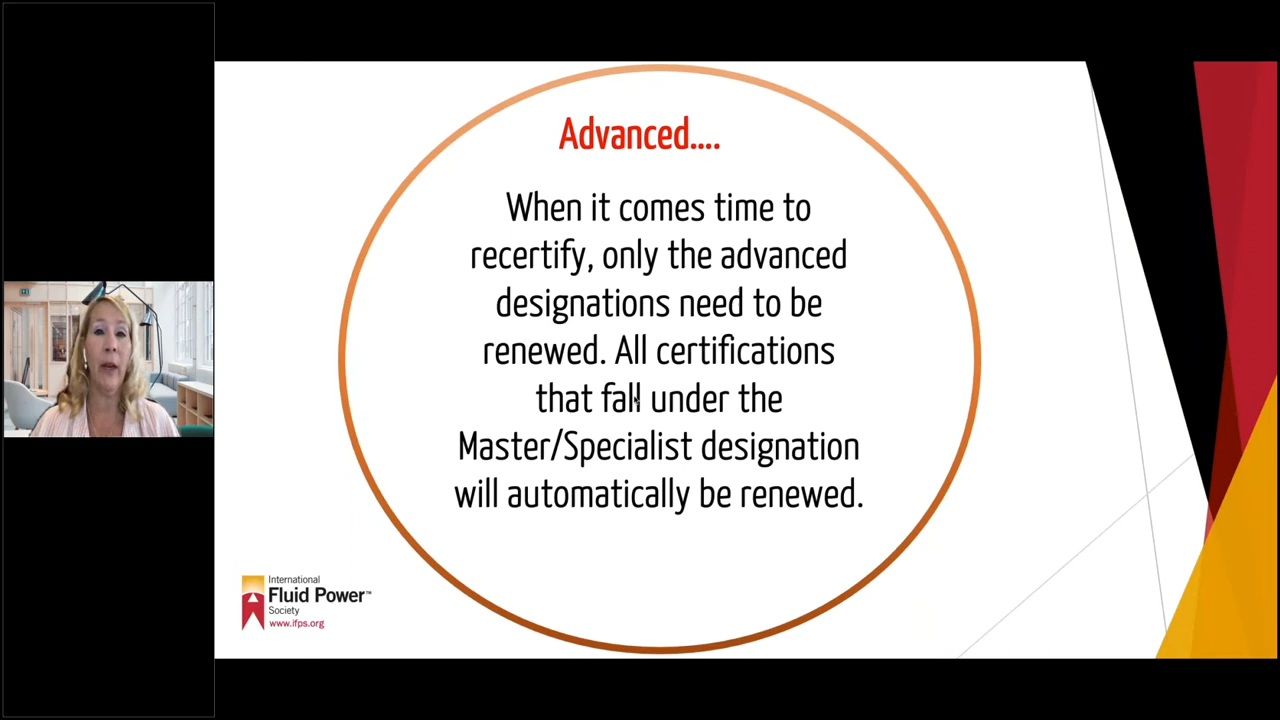 Advanced....
When it comes time to
recertify, only the advanced
designations need to be
renewed. All certifications
that fall under the
Master/Specialist designation
will automatically be renewed.
International
Fluid Power™
Society
www.ifps.org